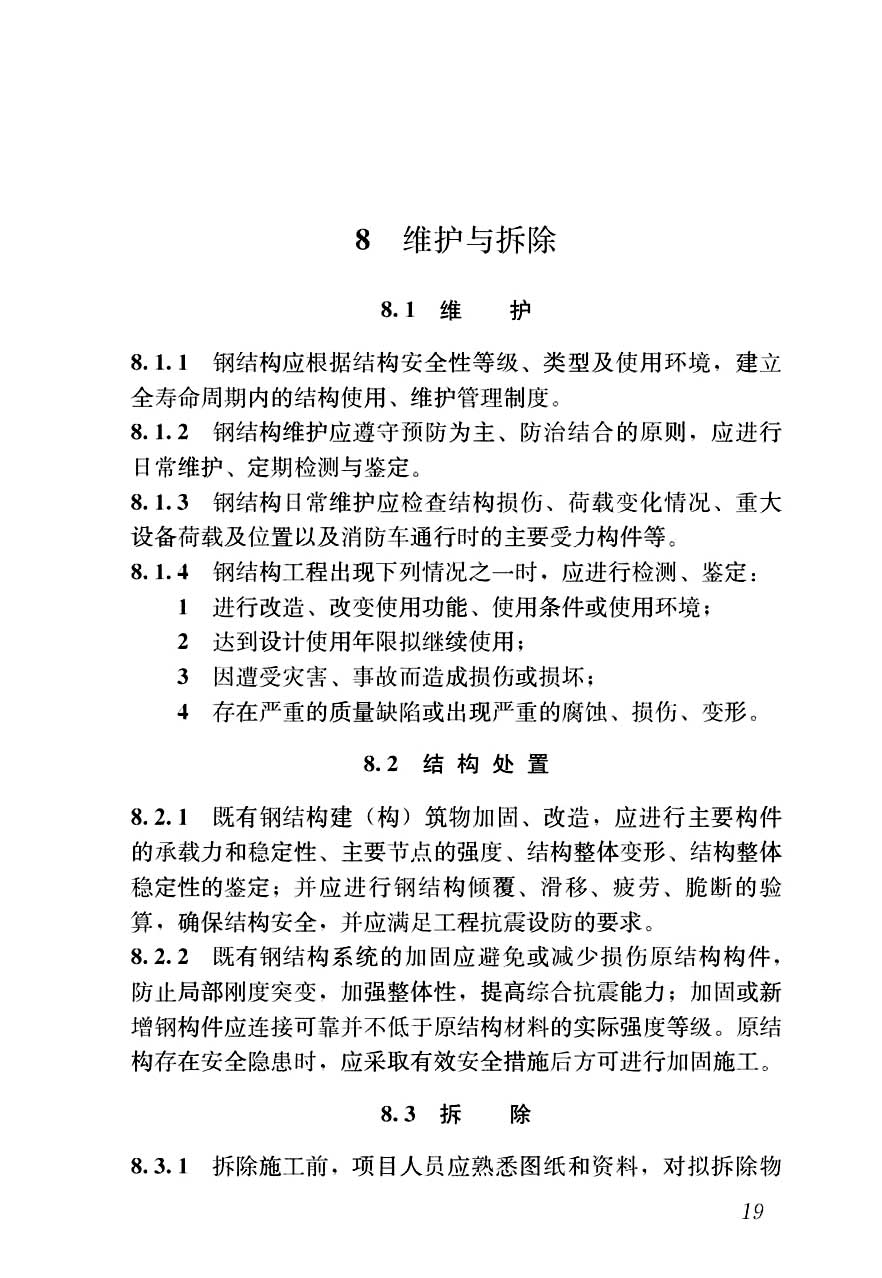 8 维护与拆除
8.1 维 护
8.1.1 钢结构应根据结构安全性等级、类型及使用环境，建立
全寿命周期内的结构使用、维护管理制度。
8.1.2 钢结构维护应遵守预防为主、防治结合的原则，应进行
日常维护、定期检测与鉴定。
8.1.3 钢结构日常维护应检查结构损伤、荷载变化情况、重大
设备荷载及位置以及消防车通行时的主要受力构件等。
8.1.4 钢结构工程出现下列情况之一时，应进行检测、鉴定：
1 进行改造、改变使用功能、使用条件或使用环境；
2 达到设计使用年限拟继续使用；
3 因遭受灾害、事故而造成损伤或损坏；
4 存在严重的质量缺陷或出现严重的腐蚀、损伤、变形。
8.2 结 构 处 置
8.2.1 既有钢结构建（构）筑物加固、改造，应进行主要构件
的承载力和稳定性、主要节点的强度、结构整体变形、结构整体
稳定性的鉴定；并应进行钢结构倾覆、滑移、疲劳、脆断的验
算，确保结构安全，并应满足工程抗震设防的要求。
8.2.2 既有钢结构系统的加固应避免或减少损伤原结构构件，
防止局部刚度突变，加强整体性，提高综合抗震能力；加固或新
增钢构件应连接可靠并不低于原结构材料的实际强度等级。原结
构存在安全隐患时，应采取有效安全措施后方可进行加固施工。
8.3 拆 除
8.3.1 拆除施工前，项目人员应熟悉图纸和资料，对拟拆除物
19